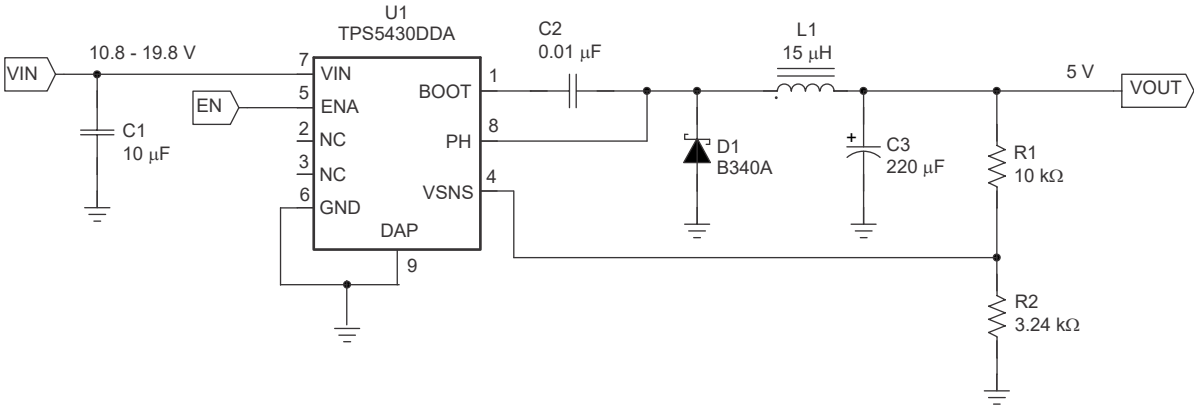 U1
TPS5430DDA
10.8 - 19.8 V
VIN
EN
C1
10 μF
7
5
2
3
6
VIN
ENA
NC
NC
GND
BOOT
PH
VSNS
DAP
1
8
4
9
C2
0.01 μF
L1
15 μH
D1
B340A
+
C3
220 μF
5 V
VOUT
R1
10 kΩ
R2
3.24 kΩ